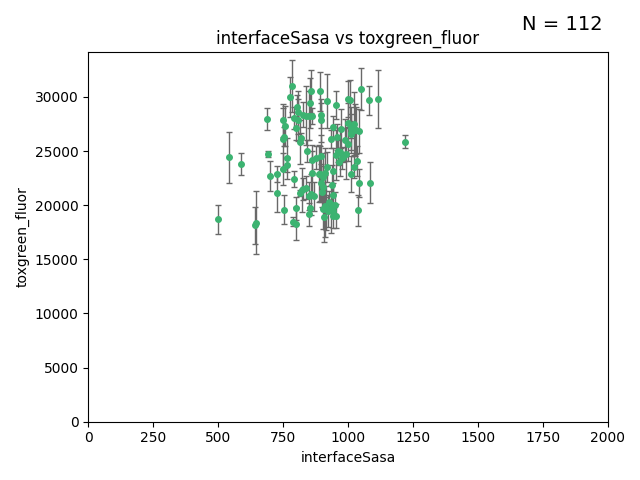 N = 112
interfaceSasa vs toxgreen_fluor
30000
25000
20000
15000
10000
5000
0
toxgreen_fluor
0 250 500 750 1000 1250 1500 1750 2000
interfaceSasa